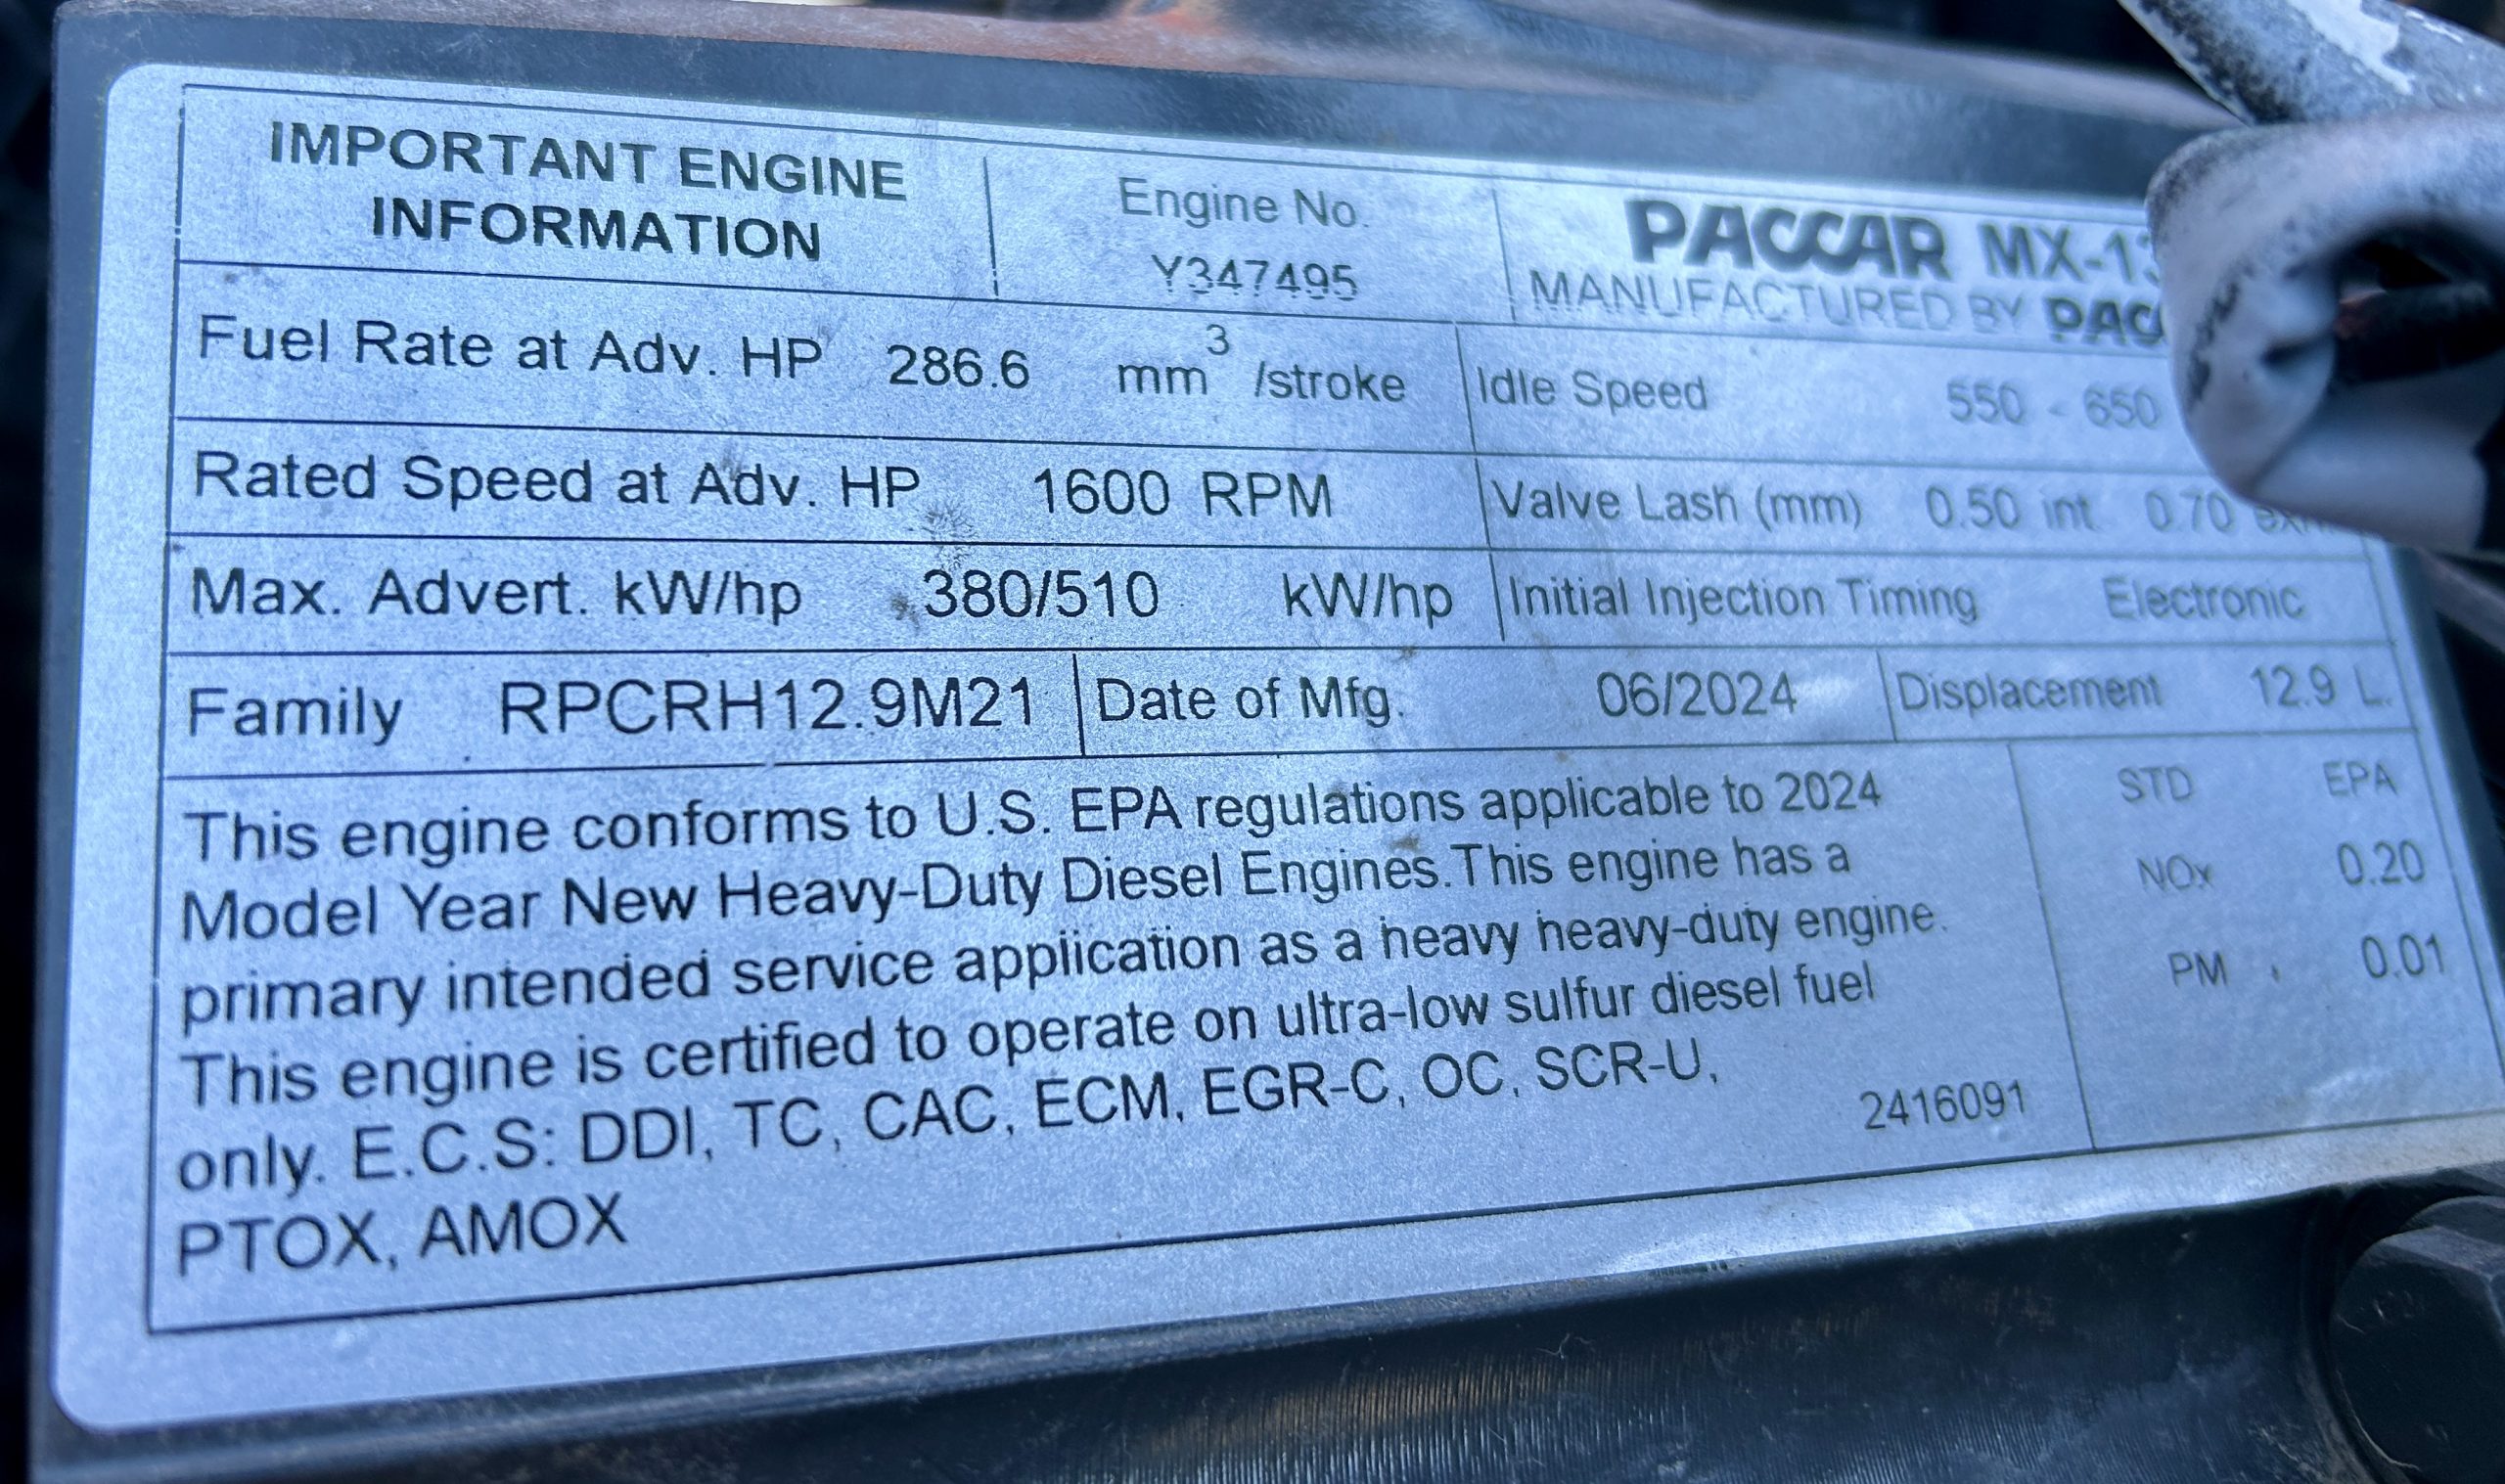 IMPORTANT ENGINE
INFORMATION
Engine No.
Y347495
PACCAR MX-13
MANUFACTURED BY
Fuel Rate at Adv. HP 286.6 mm³ /stroke
Idle Speed 550 - 650
Rated Speed at Adv. HP 1600 RPM
Valve Lash (mm) 0.50 int. 0.70
Max. Advert. kW/hp 380/510 kW/hp
Initial Injection Timing Electronic
Family RPCRH12.9M21
Date of Mfg. 06/2024
Displacement 12.9 L.
This engine conforms to U.S. EPA regulations applicable to 2024
Model Year New Heavy-Duty Diesel Engines.This engine has a
primary intended service application as a heavy heavy-duty engine.
This engine is certified to operate on ultra-low sulfur diesel fuel
only. E.C.S: DDI, TC, CAC, ECM, EGR-C, OC, SCR-U,
PTOX, AMOX
2416091
STD EPA
NOx 0.20
PM 0.01